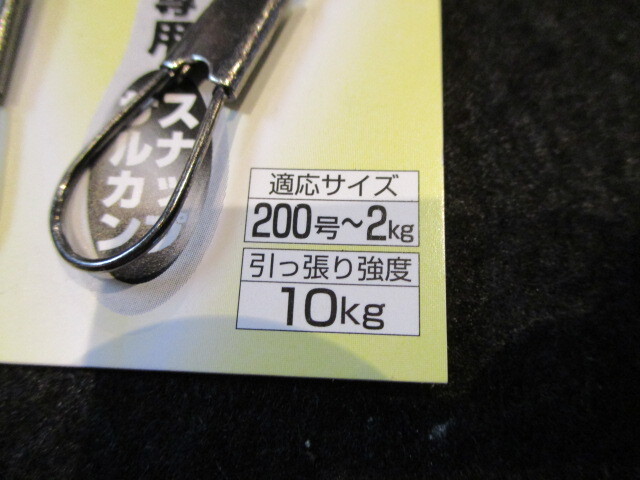 専用
スナップ
サルカン
適応サイズ
200号～2kg
引っ張り強度
10kg